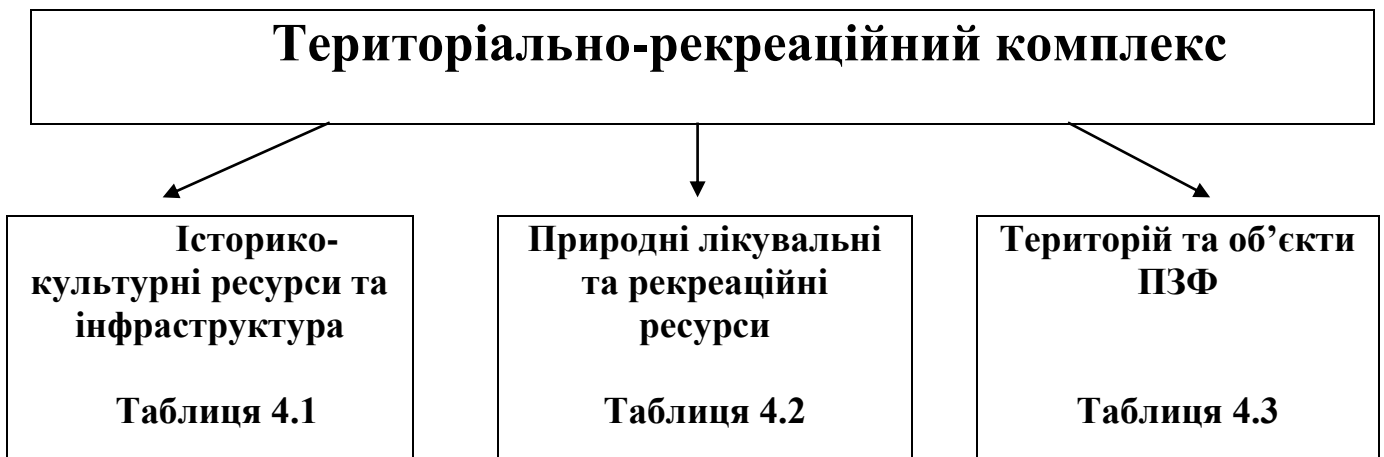 Територіально-рекреаційний комплекс
Історико-
культурні ресурси та
інфраструктура
Таблиця 4.1
Природні лікувальні
та рекреаційні
ресурси
Таблиця 4.2
Територій та об’єкти
ПЗФ
Таблиця 4.3